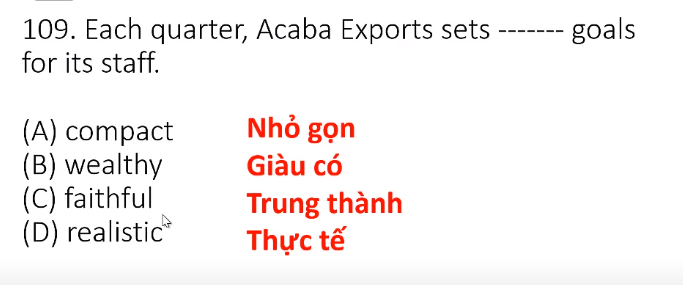 109. Each quarter, Acaba Exports sets ------- goals
for its staff.
(A) compact Nhỏ gọn
(B) wealthy Giàu có
(C) faithful Trung thành
(D) realistic Thực tế